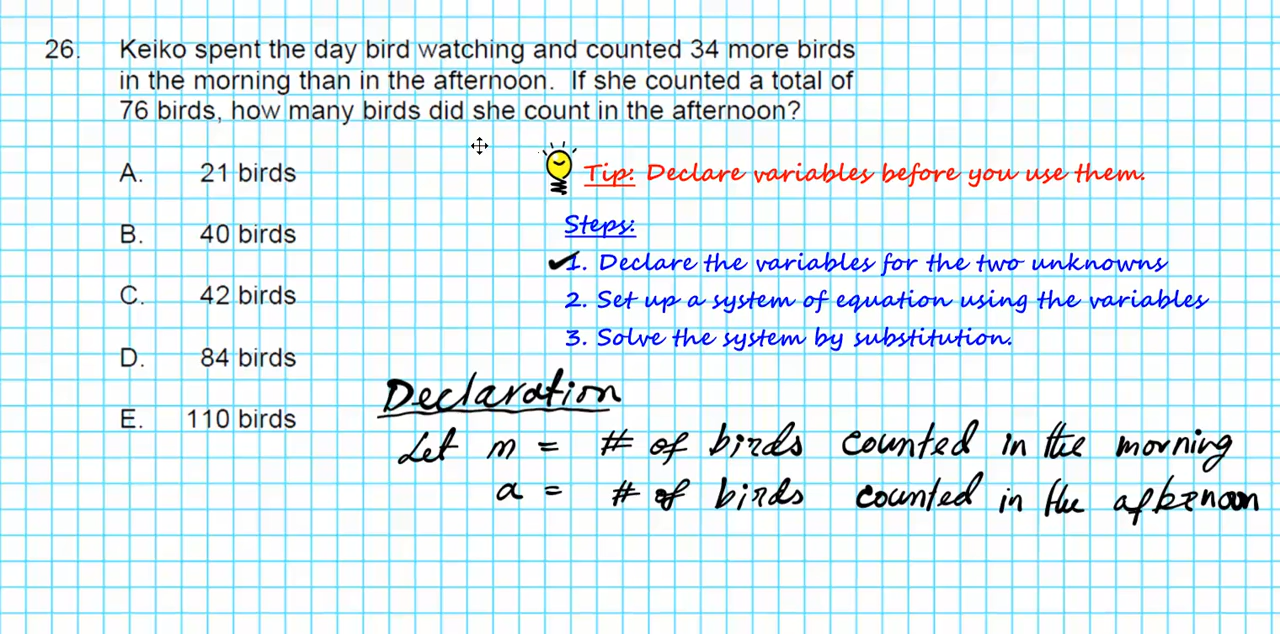 26. Keiko spent the day bird watching and counted 34 more birds
in the morning than in the afternoon. If she counted a total of
76 birds, how many birds did she count in the afternoon?
A. 21 birds
B. 40 birds
C. 42 birds
D. 84 birds
E. 110 birds
Tip: Declare variables before you use them.
Steps:
1. Declare the variables for the two unknowns
2. Set up a system of equation using the variables
3. Solve the system by substitution.
Declaration
Let m = # of birds counted in the morning
a = # of birds counted in the afternoon